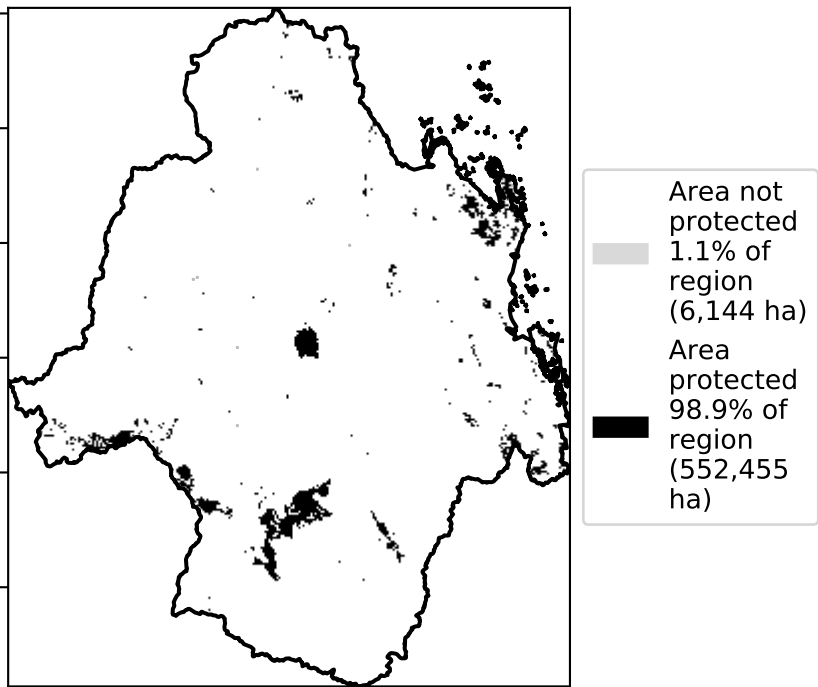 Area not
protected
1.1% of
region
(6,144 ha)
Area
protected
98.9% of
region
(552,455
ha)